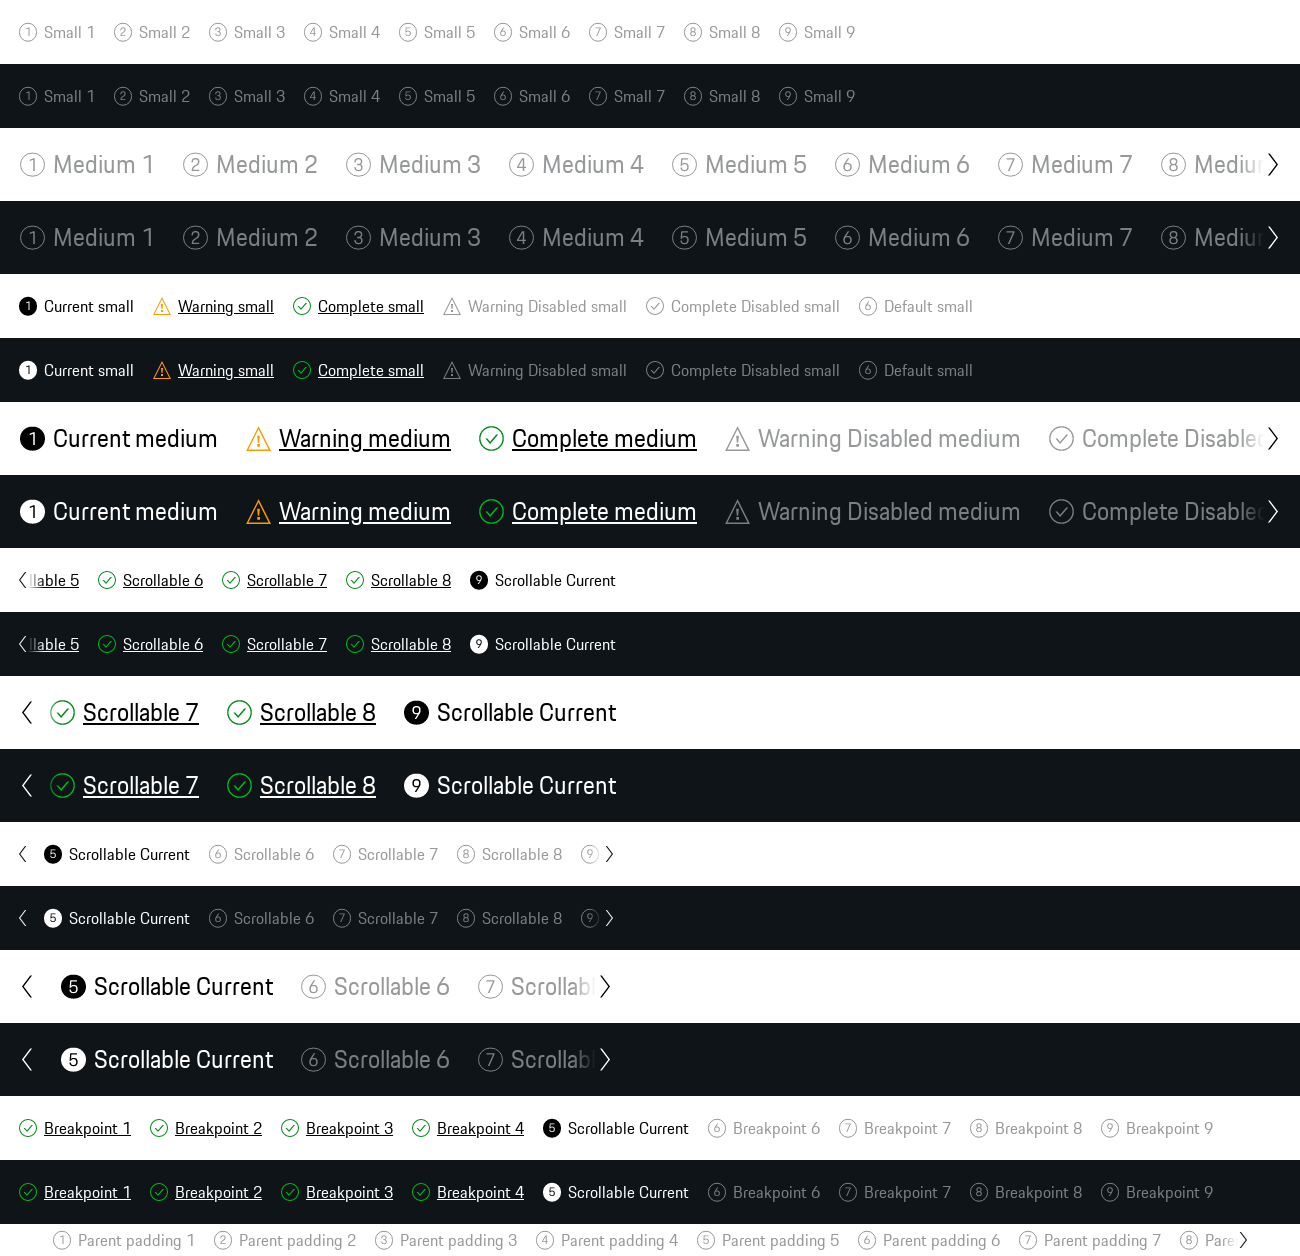 1 Small 1 2 Small 2 3 Small 3 4 Small 4 5 Small 5 6 Small 6 7 Small 7 8 Small 8 9 Small 9
1 Small 1 2 Small 2 3 Small 3 4 Small 4 5 Small 5 6 Small 6 7 Small 7 8 Small 8 9 Small 9
1 Medium 1 2 Medium 2 3 Medium 3 4 Medium 4 5 Medium 5 6 Medium 6 7 Medium 7 8 Mediu
1 Medium 1 2 Medium 2 3 Medium 3 4 Medium 4 5 Medium 5 6 Medium 6 7 Medium 7 8 Mediu
1 Current small Warning small Complete small Warning Disabled small Complete Disabled small 6 Default small
1 Current small Warning small Complete small Warning Disabled small Complete Disabled small 6 Default small
1 Current medium Warning medium Complete medium Warning Disabled medium Complete Disabled
1 Current medium Warning medium Complete medium Warning Disabled medium Complete Disabled
llable 5 Scrollable 6 Scrollable 7 Scrollable 8 9 Scrollable Current
llable 5 Scrollable 6 Scrollable 7 Scrollable 8 9 Scrollable Current
Scrollable 7 Scrollable 8 9 Scrollable Current
Scrollable 7 Scrollable 8 9 Scrollable Current
5 Scrollable Current 6 Scrollable 6 7 Scrollable 7 8 Scrollable 8 9
5 Scrollable Current 6 Scrollable 6 7 Scrollable 7 8 Scrollable 8 9
5 Scrollable Current 6 Scrollable 6 7 Scrollabl
5 Scrollable Current 6 Scrollable 6 7 Scrollabl
Breakpoint 1 Breakpoint 2 Breakpoint 3 Breakpoint 4 5 Scrollable Current 6 Breakpoint 6 7 Breakpoint 7 8 Breakpoint 8 9 Breakpoint 9
Breakpoint 1 Breakpoint 2 Breakpoint 3 Breakpoint 4 5 Scrollable Current 6 Breakpoint 6 7 Breakpoint 7 8 Breakpoint 8 9 Breakpoint 9
1 Parent padding 1 2 Parent padding 2 3 Parent padding 3 4 Parent padding 4 5 Parent padding 5 6 Parent padding 6 7 Parent padding 7 8 Pare